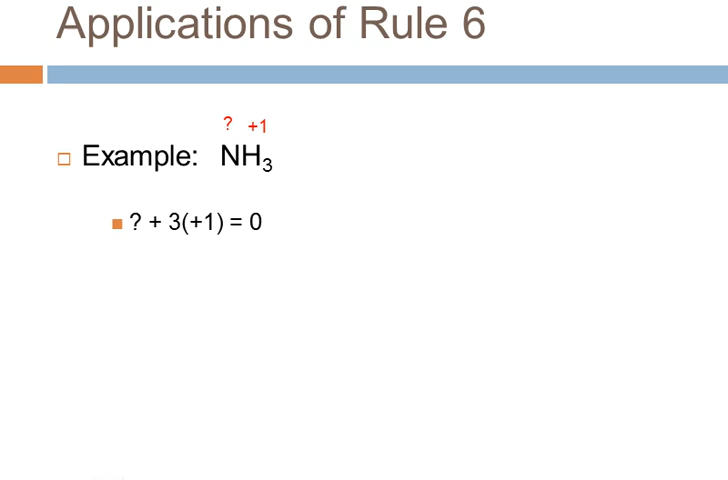 Applications of Rule 6
? +1
Example: NH₃
? + 3(+1) = 0